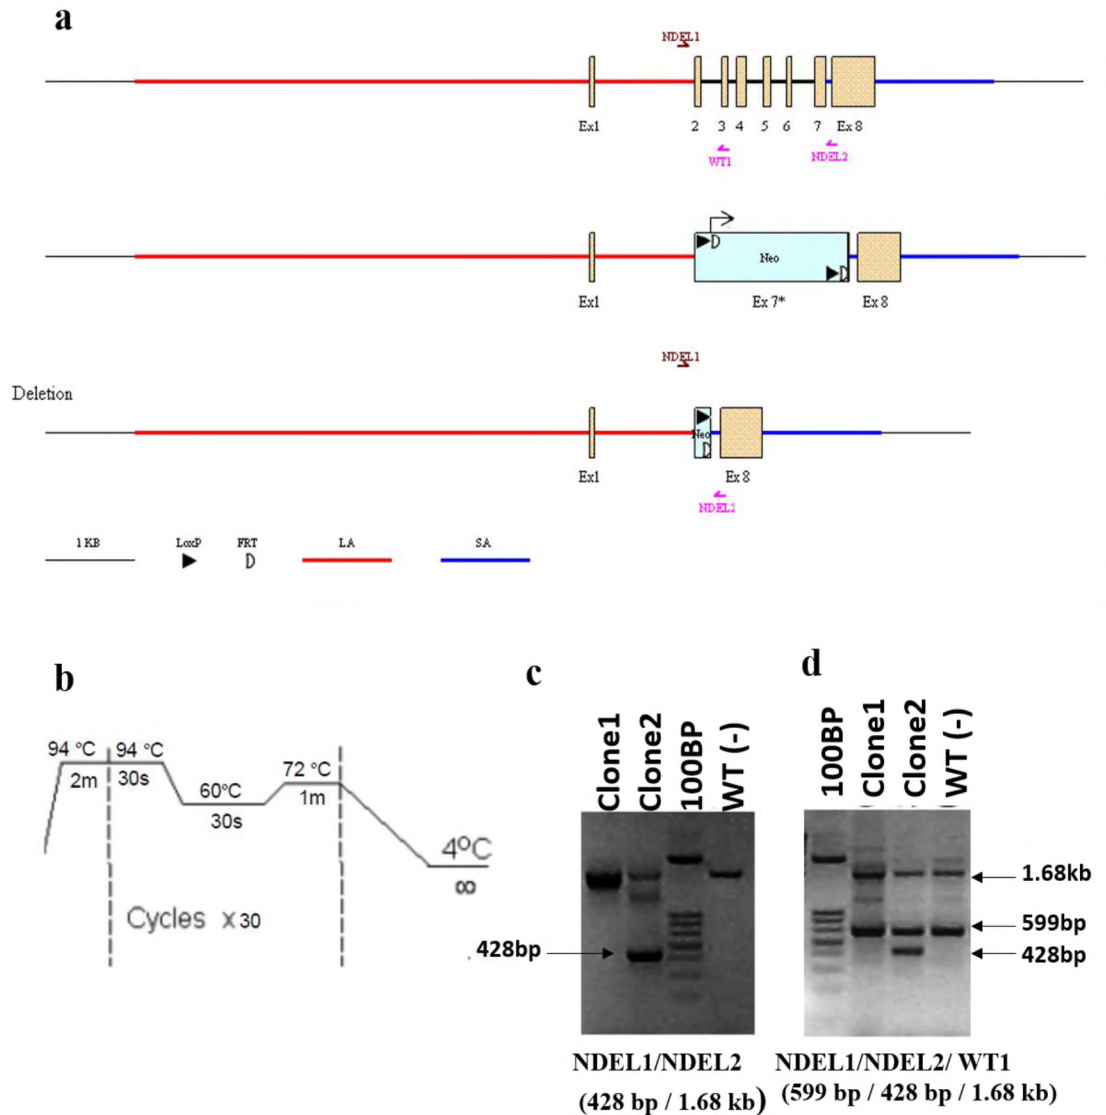 a
NDEL1
Ex1 2 3 4 5 6 7 Ex 8
WT1 NDEL2
Neo
Ex1 Ex 7* Ex 8
NDEL1
Deletion
Neo
Ex1 Ex 8
NDEL2
1 KB LoxP FRT LA SA
b
94 °C 94 °C 72 °C
2m 30s 60°C 1m
30s
4°C
∞
Cycles x30
c
Clone1 Clone2 100BP WT (-)
428bp
NDEL1/NDEL2
(428 bp / 1.68 kb)
d
100BP Clone1 Clone2 WT (-)
1.68kb
599bp
428bp
NDEL1/NDEL2/ WT1
(599 bp / 428 bp / 1.68 kb)